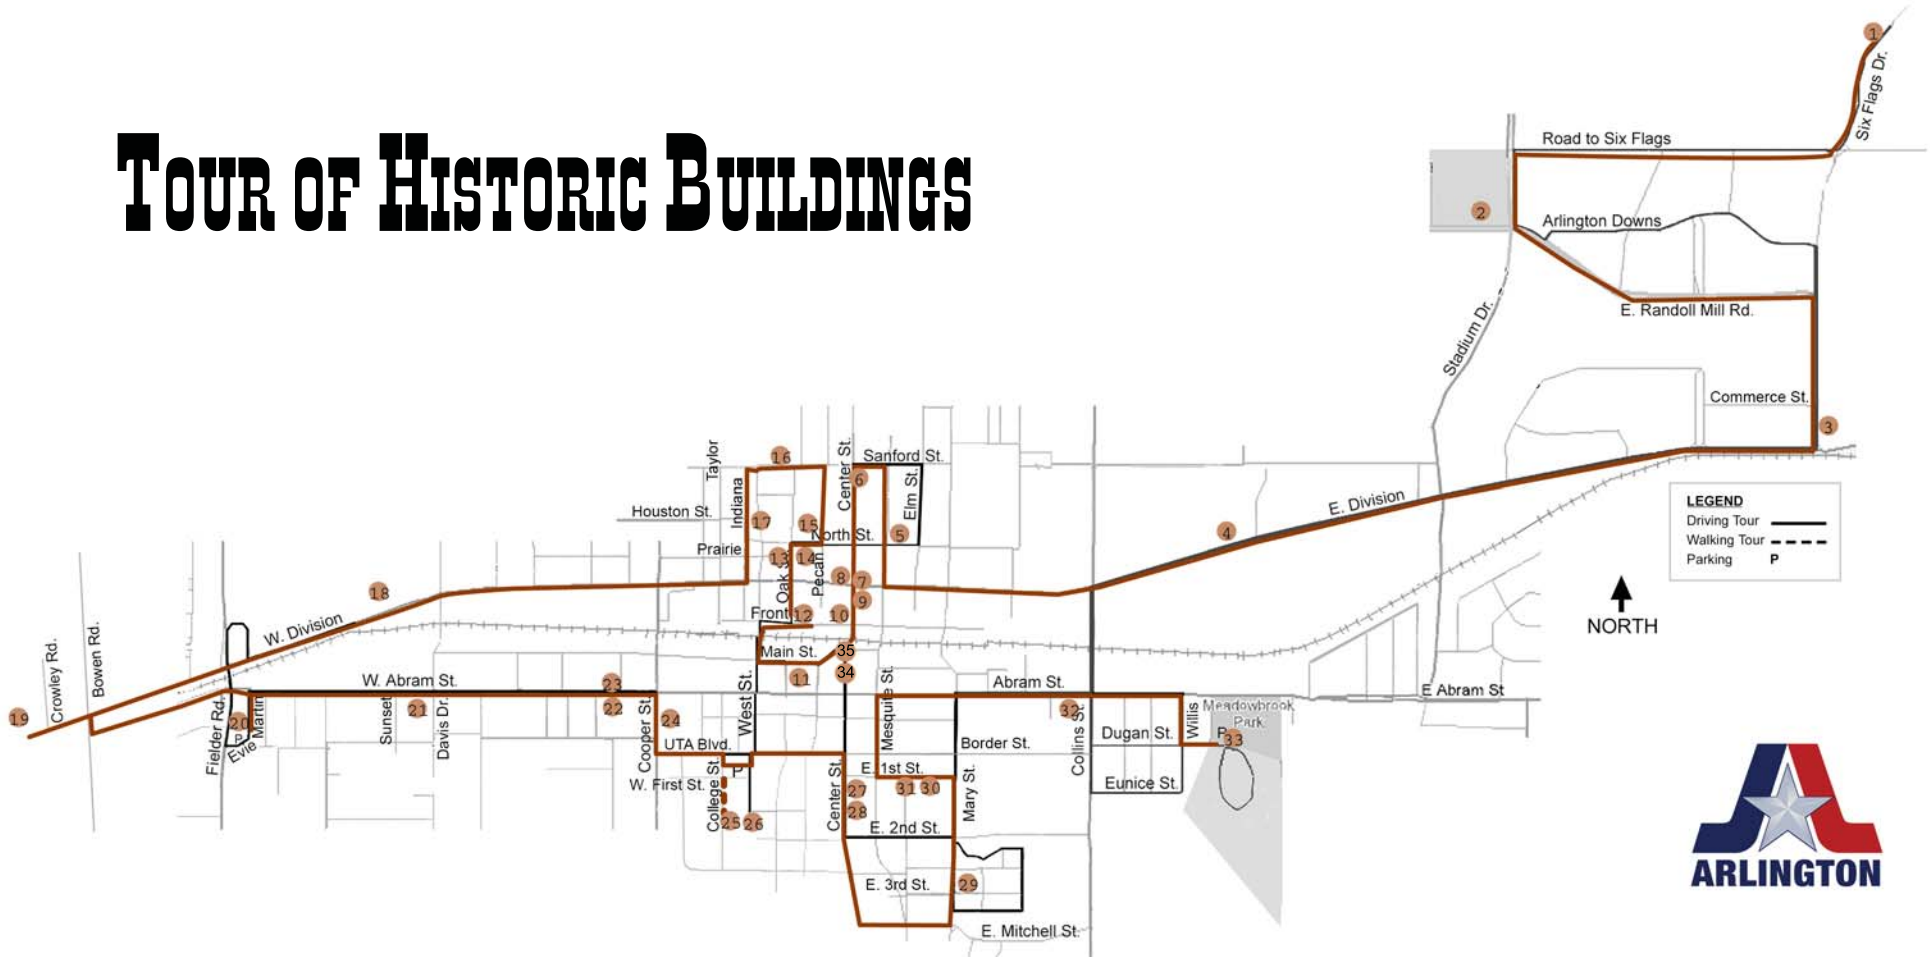 TOUR OF HISTORIC BUILDINGS
1
Six Flags Dr.
Road to Six Flags
2
Arlington Downs
E. Randoll Mill Rd.
Stadium Dr.
Commerce St.
3
E. Division
4
LEGEND
Driving Tour
Walking Tour
Parking P
NORTH
Taylor
16
Center St.
Sanford St.
6
Elm St.
Indiana
Houston St.
17
15
North St.
5
Prairie
13
14
Oak S
Pecan
8
7
9
Front
12
10
18
W. Division
Main St.
35
34
11
Crowley Rd.
Bowen Rd.
19
W. Abram St.
23
22
21
20
P
Fielder Rd.
Martin
Evie
Sunset
Davis Dr.
Cooper St.
24
West St.
UTA Blvd.
W. First St.
P
College St.
25
26
Center St.
Mesquite St.
E. 1st St.
27
28
31
30
E. 2nd St.
Mary St.
E. 3rd St.
29
E. Mitchell St.
Abram St.
32
Border St.
Collins St.
Dugan St.
Eunice St.
Willis
Meadowbrook
Park
P
33
E Abram St
ARLINGTON